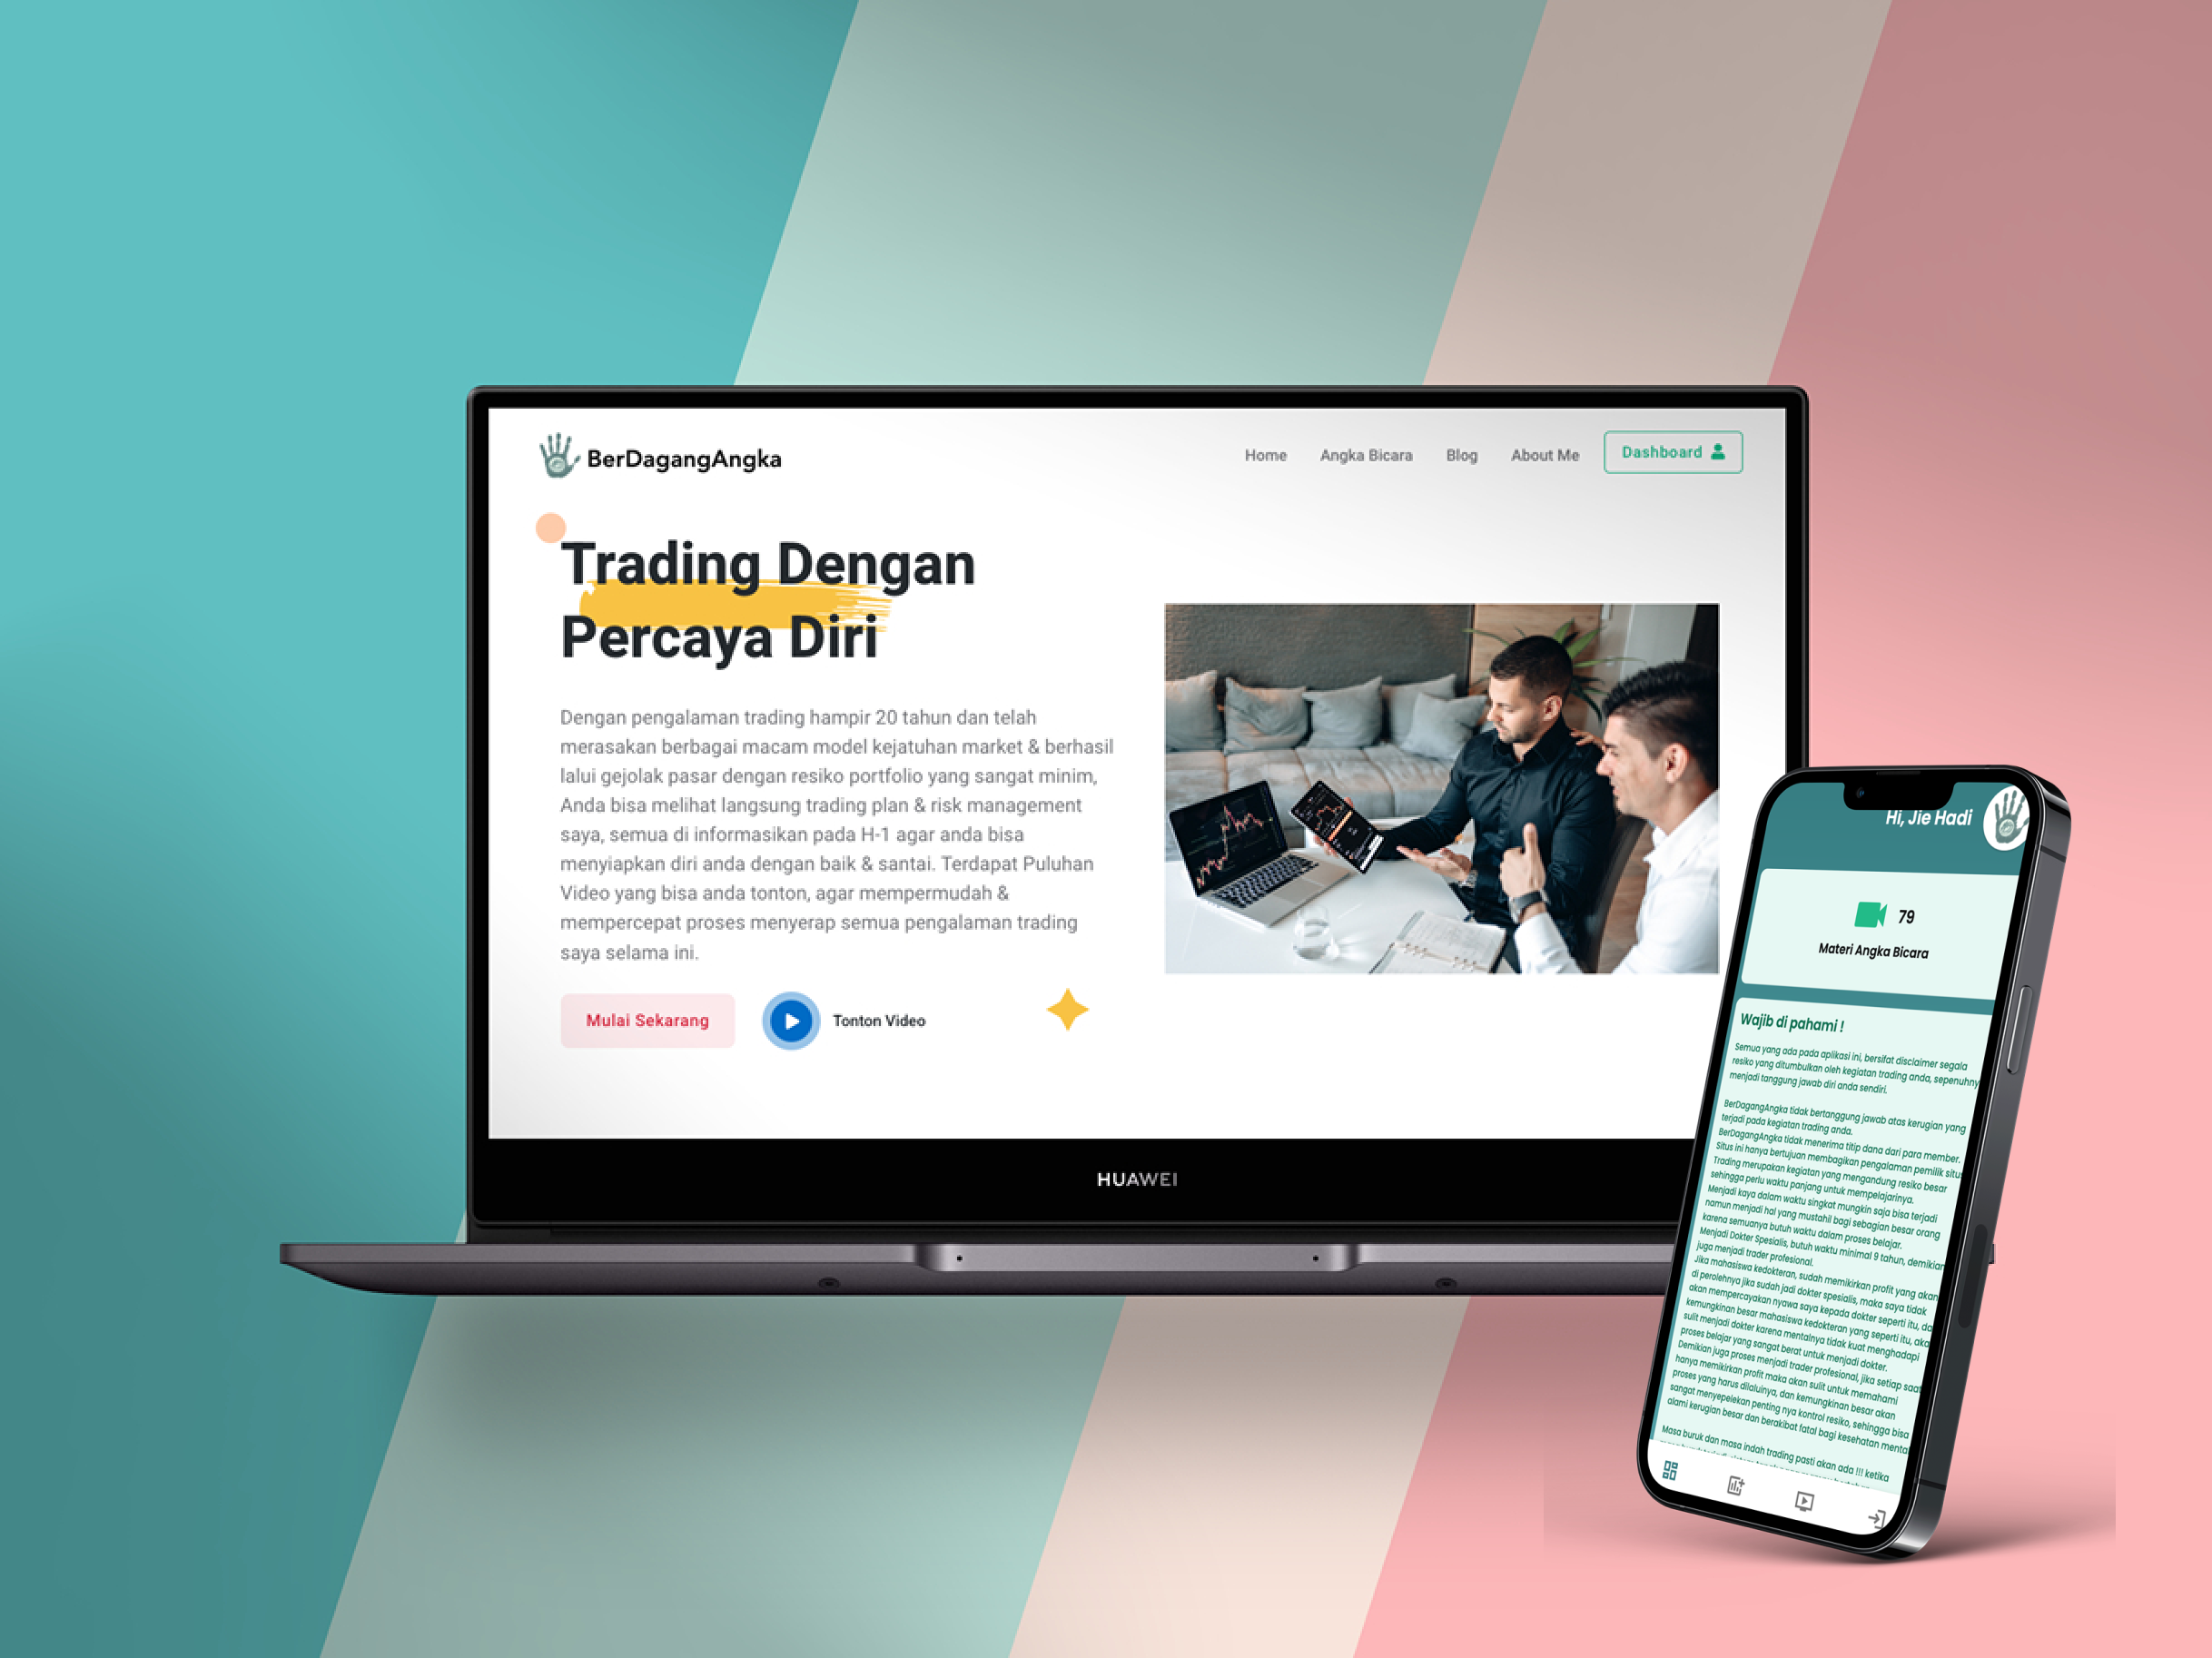 BerDagangAngka
Home Angka Bicara Blog About Me Dashboard
Trading Dengan
Percaya Diri
Dengan pengalaman trading hampir 20 tahun dan telah
merasakan berbagai macam model kejatuhan market & berhasil
lalui gejolak pasar dengan resiko portfolio yang sangat minim,
Anda bisa melihat langsung trading plan & risk management
saya, semua di informasikan pada H-1 agar anda bisa
menyiapkan diri anda dengan baik & santai. Terdapat Puluhan
Video yang bisa anda tonton, agar mempermudah &
mempercepat proses menyerap semua pengalaman trading
saya selama ini.
Mulai Sekarang
Tonton Video
HUAWEI
Hi, Jie Hadi
79
Materi Angka Bicara
Wajib di pahami !
Semua yang ada pada aplikasi ini, bersifat disclaimer segala
resiko yang ditumbulkan oleh kegiatan trading anda, sepenuhny
menjadi tanggung jawab diri anda sendiri.
BerDagangAngka tidak bertanggung jawab atas kerugian yang
terjadi pada kegiatan trading anda.
BerDagangAngka tidak menerima titip dana dari para member.
Situs ini hanya bertujuan membagikan pengalaman pemilik situ
Trading merupakan kegiatan yang mengandung resiko besar
sehingga perlu waktu panjang untuk mempelajarinya.
Menjadi kaya dalam waktu singkat mungkin saja bisa terjadi
namun menjadi hal yang mustahil bagi sebagian besar orang
karena semuanya butuh waktu dalam proses belajar.
Menjadi Dokter Spesialis, butuh waktu minimal 9 tahun, demikian
juga menjadi trader profesional.
Jika mahasiswa kedokteran, sudah memikirkan profit yang akan
di perolehnya jika sudah jadi dokter spesialis, maka saya tidak
akan mempercayakan nyawa saya kepada dokter seperti itu, da
kemungkinan besar mahasiswa kedokteran yang seperti itu, aka
sulit menjadi dokter karena mentalnya tidak kuat menghadapi
proses belajar yang sangat berat untuk menjadi dokter.
Demikian juga proses menjadi trader profesional, jika setiap saat
hanya memikirkan profit maka akan sulit untuk memahami
proses yang harus dilaluinya, dan kemungkinan besar akan
sangat menyepelekan penting nya kontrol resiko, sehingga bisa
alami kerugian besar dan berakibat fatal bagi kesehatan menta
Masa buruk dan masa indah trading pasti akan ada !!! ketika